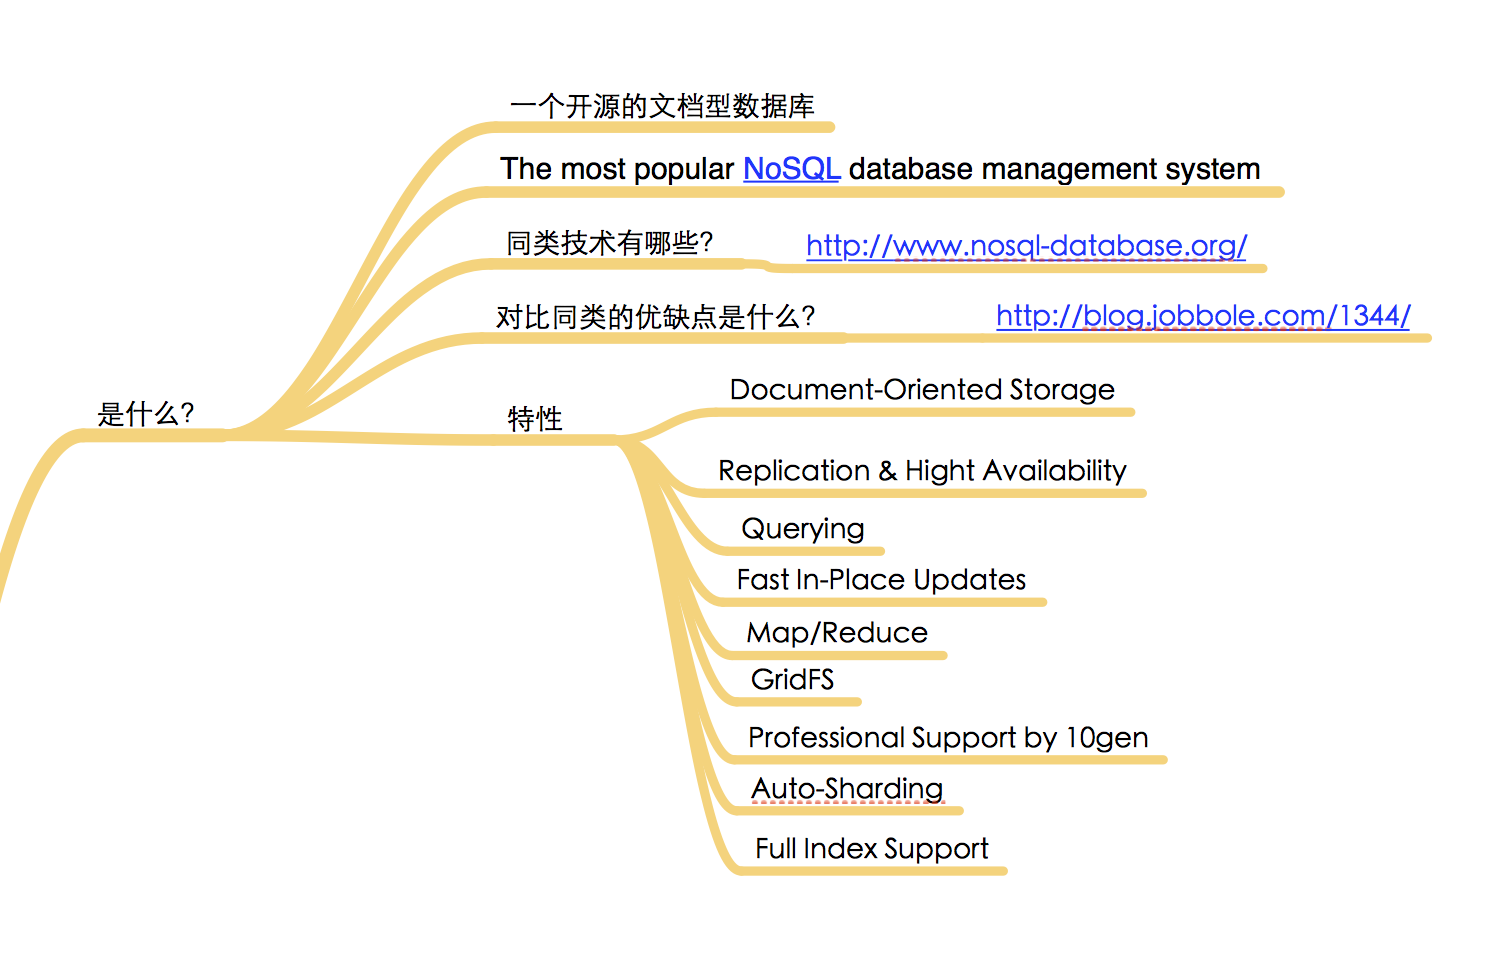 一个开源的文档型数据库
The most popular NoSQL database management system
同类技术有哪些?
http://www.nosql-database.org/
对比同类的优缺点是什么?
http://blog.jobbole.com/1344/
是什么?
特性
Document-Oriented Storage
Replication & Hight Availability
Querying
Fast In-Place Updates
Map/Reduce
GridFS
Professional Support by 10gen
Auto-Sharding
Full Index Support